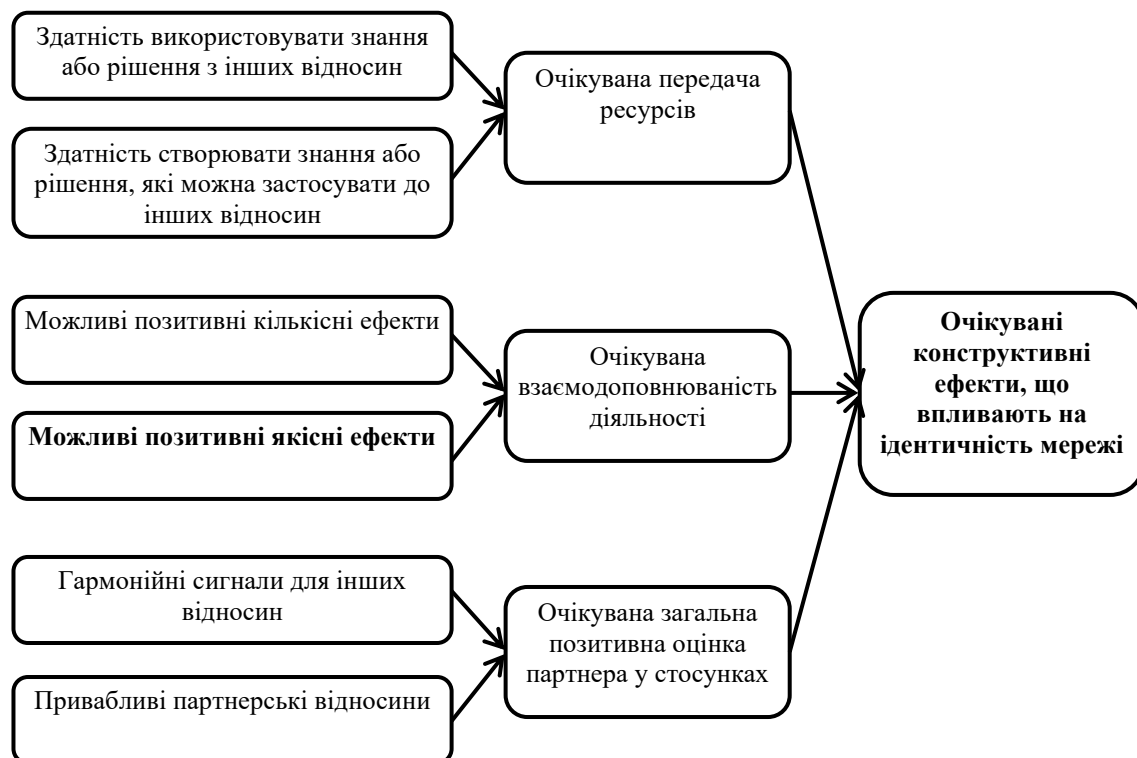 Здатність використовувати знання
або рішення з інших відносин
Здатність створювати знання або
рішення, які можна застосувати до
інших відносин
Очікувана передача
ресурсів
Можливі позитивні кількісні ефекти
Можливі позитивні якісні ефекти
Очікувана
взаємодоповнюваність
діяльності
Гармонійні сигнали для інших
відносин
Привабливі партнерські відносини
Очікувана загальна
позитивна оцінка
партнера у стосунках
Очікувані
конструктивні
ефекти, що
впливають на
ідентичність мережі